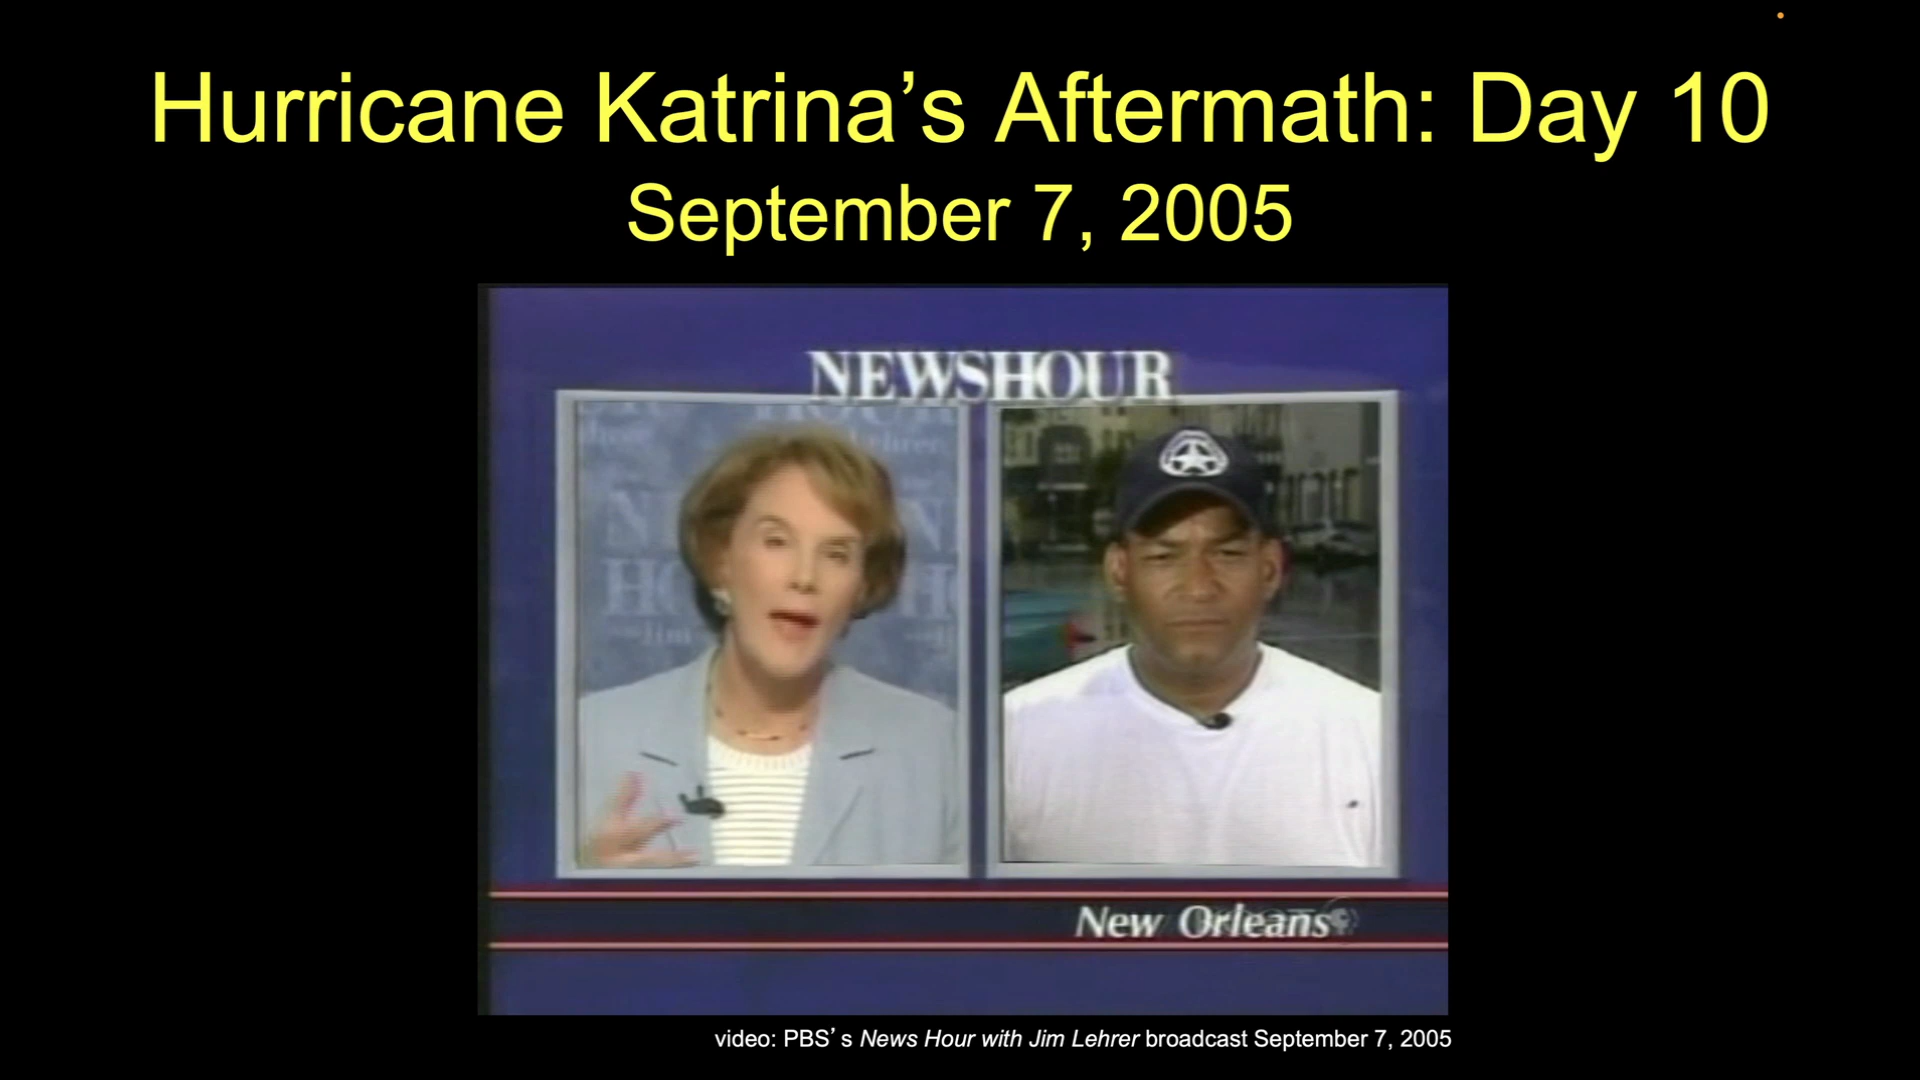 Hurricane Katrina’s Aftermath: Day 10
September 7, 2005
NEWSHOUR
New Orleans
video: PBS’s News Hour with Jim Lehrer broadcast September 7, 2005